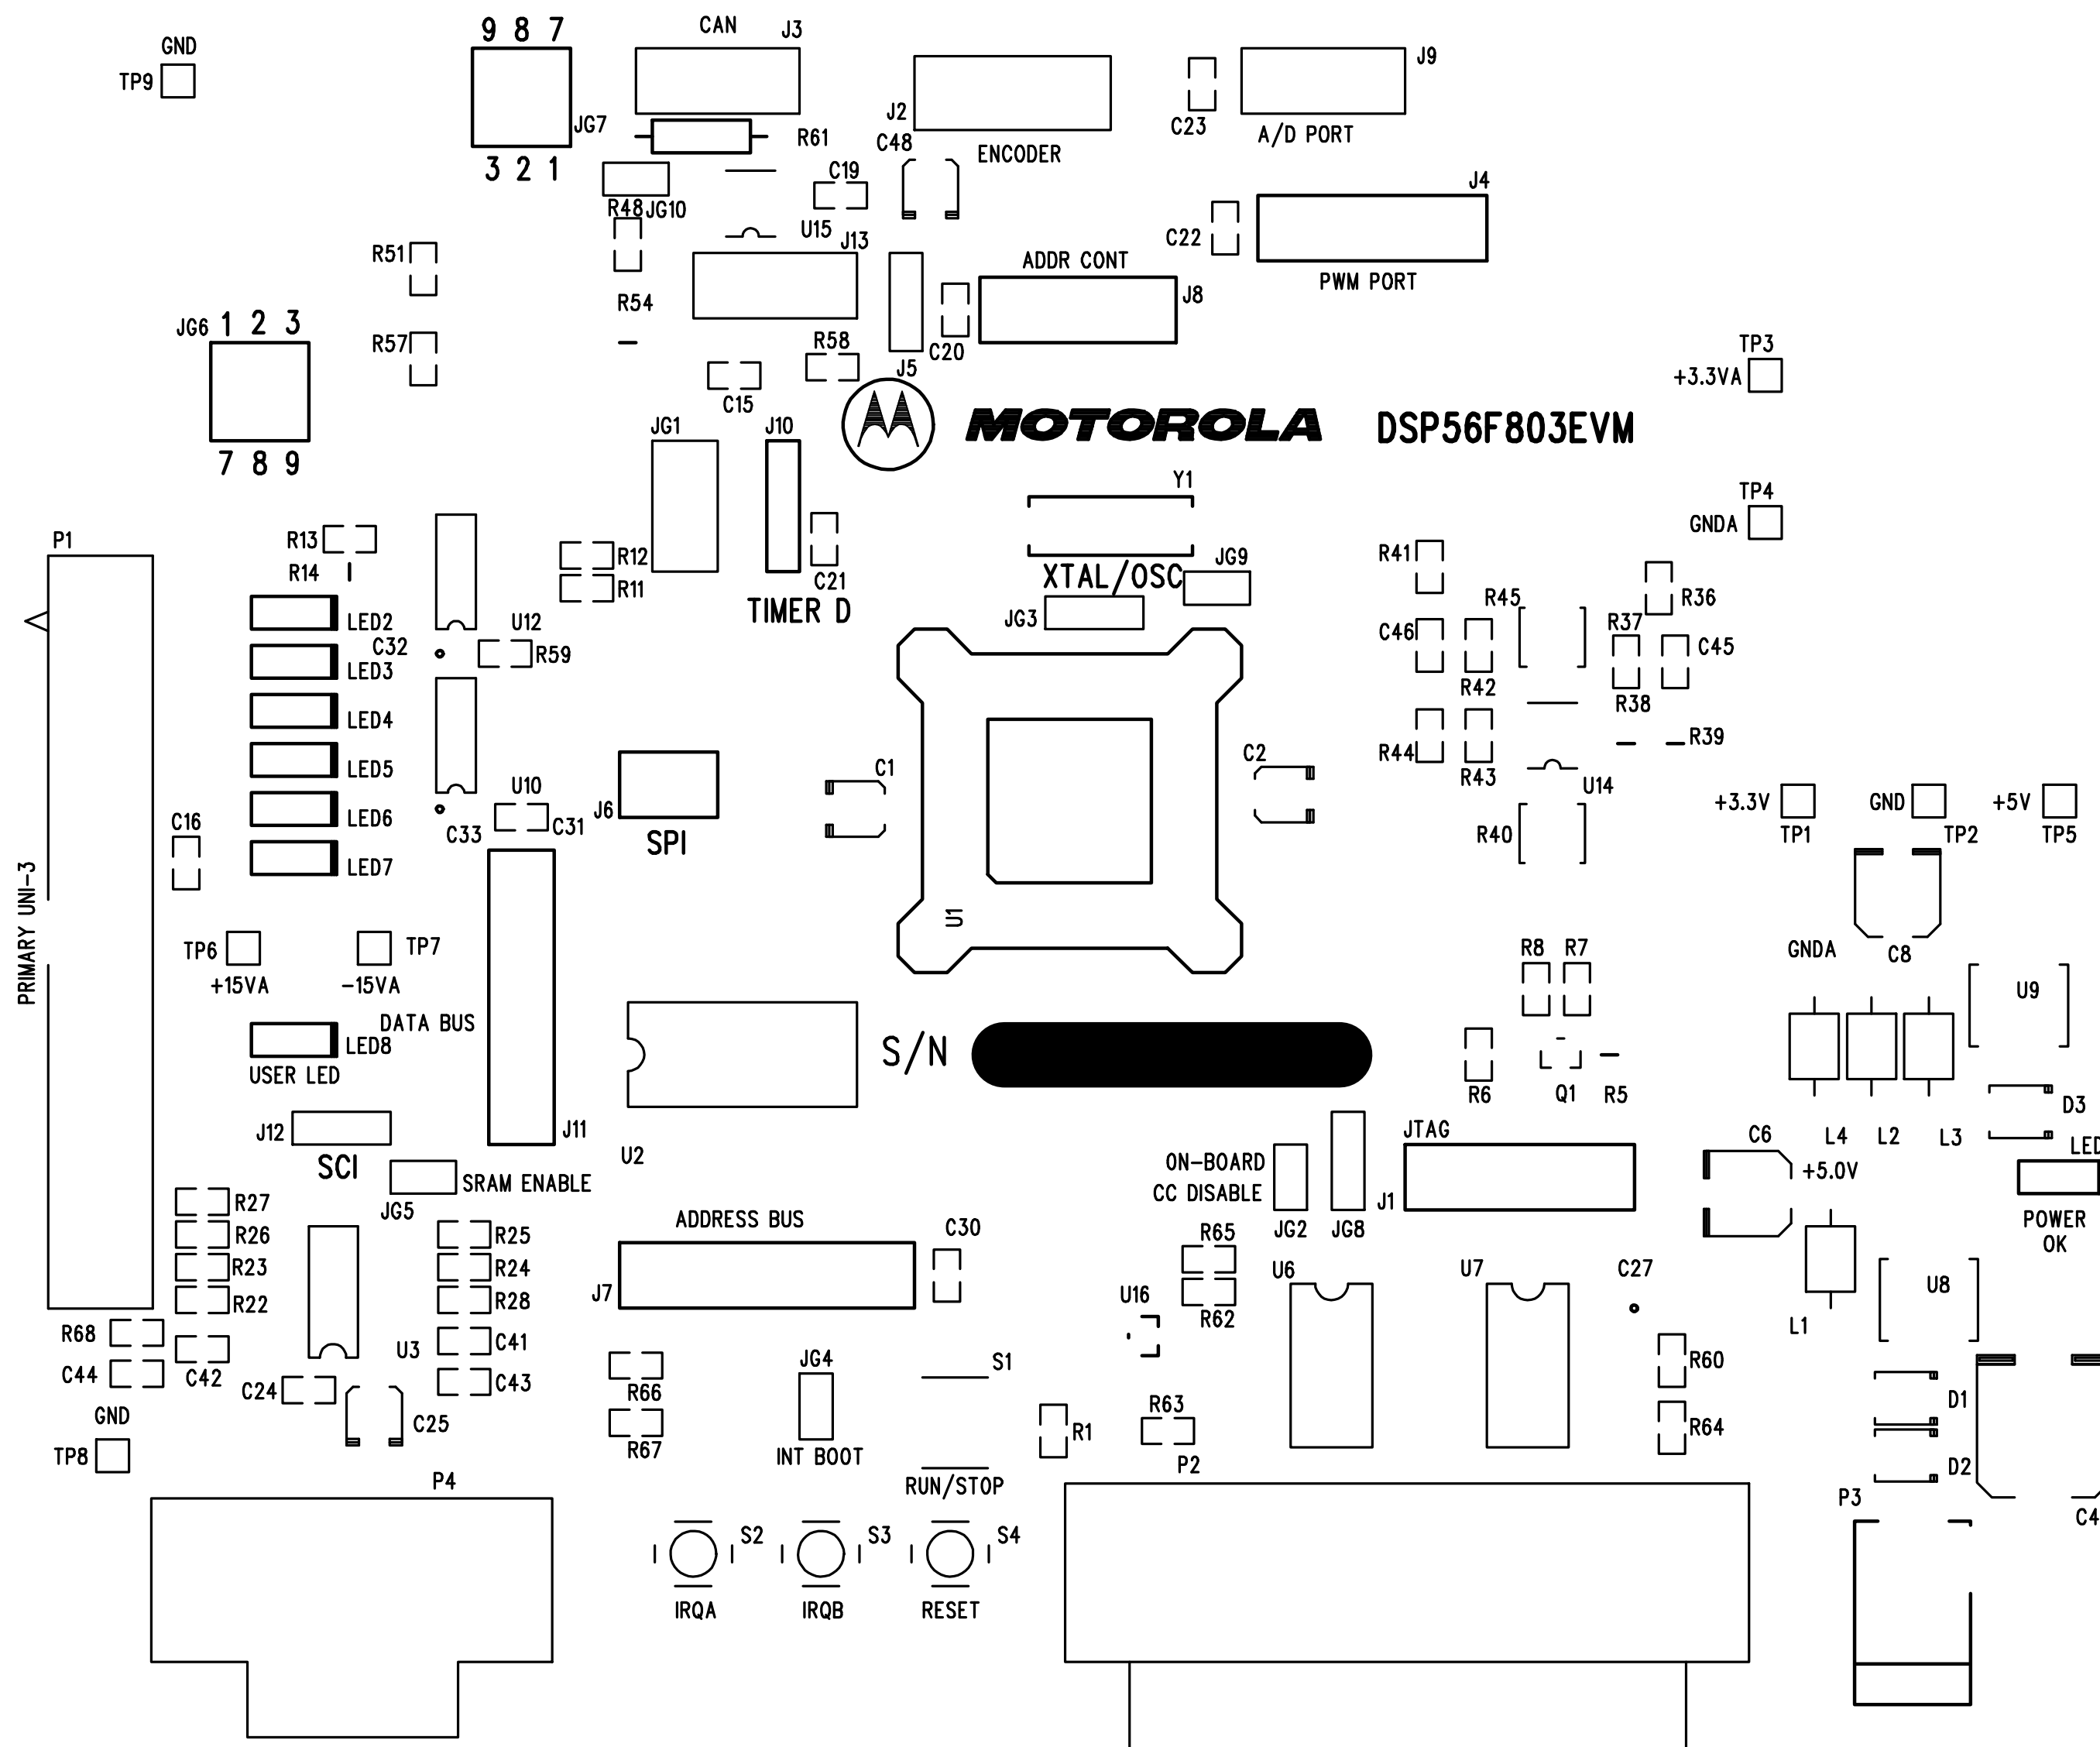 9 8 7
CAN
J3
GND
TP9
J9
J2
JG7
R61
C48
C23
A/D PORT
ENCODER
3 2 1
C19
J4
R48
JG10
U15
J13
C22
R51
ADDR CONT
PWM PORT
R54
J8
JG6
1 2 3
R57
R58
C20
TP3
J5
+3.3VA
C15
JG1
J10
MOTOROLA
DSP56F803EVM
7 8 9
Y1
TP4
GNDA
P1
R13
R12
R41
JG9
R14
R11
C21
XTAL/OSC
R45
R36
TIMER D
JG3
LED2
U12
R37
C32
C46
C45
LED3
R59
R42
R38
LED4
R39
R44
C2
LED5
C1
R43
U10
U14
J6
+3.3V
GND
+5V
C16
LED6
C33
C31
SPI
R40
TP1
TP2
TP5
LED7
PRIMARY UNI-3
U1
TP6
TP7
R8
R7
GNDA
C8
+15VA
-15VA
U9
DATA BUS
LED8
S/N
USER LED
R6
Q1
R5
D3
J12
J11
JTAG
C6
L4
L2
L3
LED
SCI
U2
ON-BOARD
CC DISABLE
+5.0V
SRAM ENABLE
R27
JG5
J1
ADDRESS BUS
C30
JG2
JG8
POWER
OK
R26
R25
R65
R23
R24
U6
U7
C27
J7
U16
U8
R22
R28
R62
L1
R68
U3
C41
JG4
S1
R60
C44
C42
C24
C43
R66
D1
GND
C25
R63
R1
R64
TP8
R67
INT BOOT
P2
D2
P4
RUN/STOP
P3
C4
S2
S3
S4
IRQA
IRQB
RESET